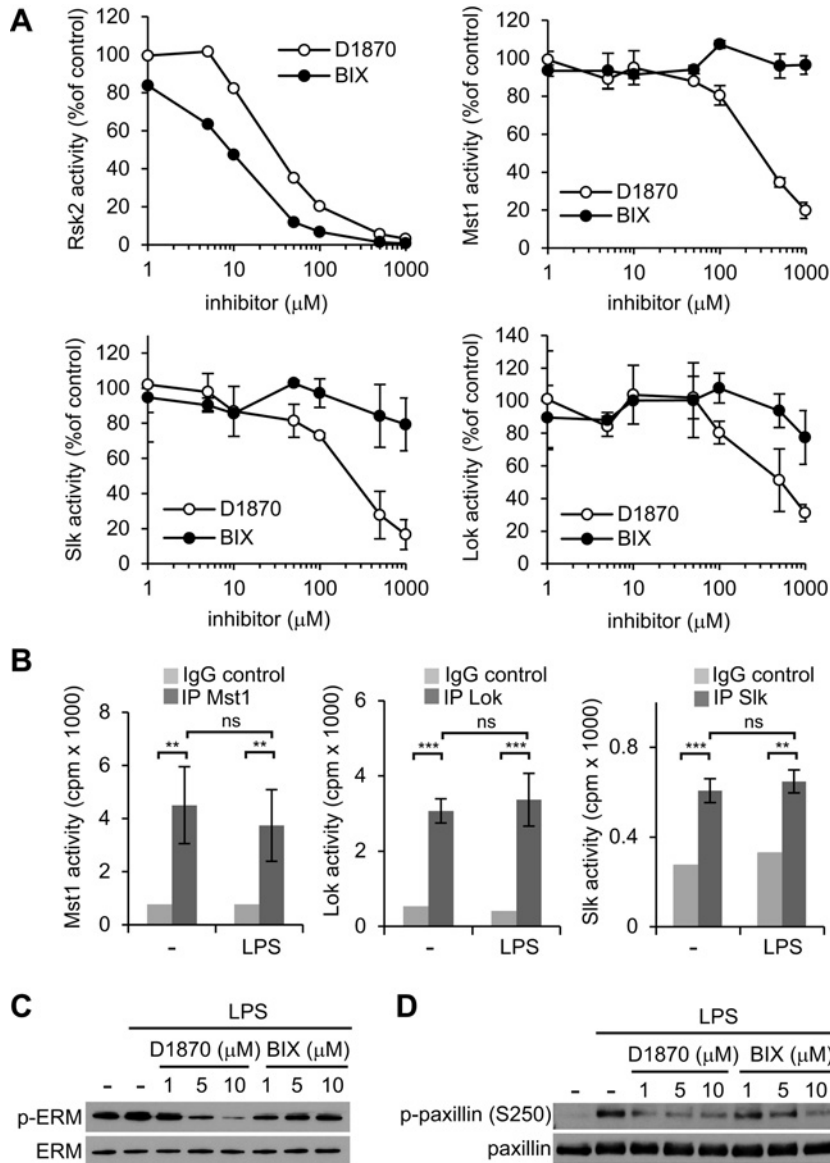 A
Rsk2 activity (%of control)
120
100
80
60
40
20
0
D1870
BIX
1 10 100 1000
inhibitor (μM)
Mst1 activity (%of control)
120
100
80
60
40
20
0
D1870
BIX
1 10 100 1000
inhibitor (μM)
Slk activity (%of control)
120
100
80
60
40
20
0
D1870
BIX
1 10 100 1000
inhibitor (μM)
Lok activity (%of control)
140
120
100
80
60
40
20
0
D1870
BIX
1 10 100 1000
inhibitor (μM)
B
IgG control
IP Mst1
Mst1 activity (cpm x 1000)
8
6
4
2
0
ns
** **
- LPS
IgG control
IP Lok
Lok activity (cpm x 1000)
6
3
0
ns
*** ***
- LPS
IgG control
IP Slk
Slk activity (cpm x 1000)
0.8
0.4
0
ns
*** **
- LPS
C
LPS
D1870 (μM) BIX (μM)
- - 1 5 10 1 5 10
p-ERM
ERM
D
LPS
D1870 (μM) BIX (μM)
- - 1 5 10 1 5 10
p-paxillin (S250)
paxillin